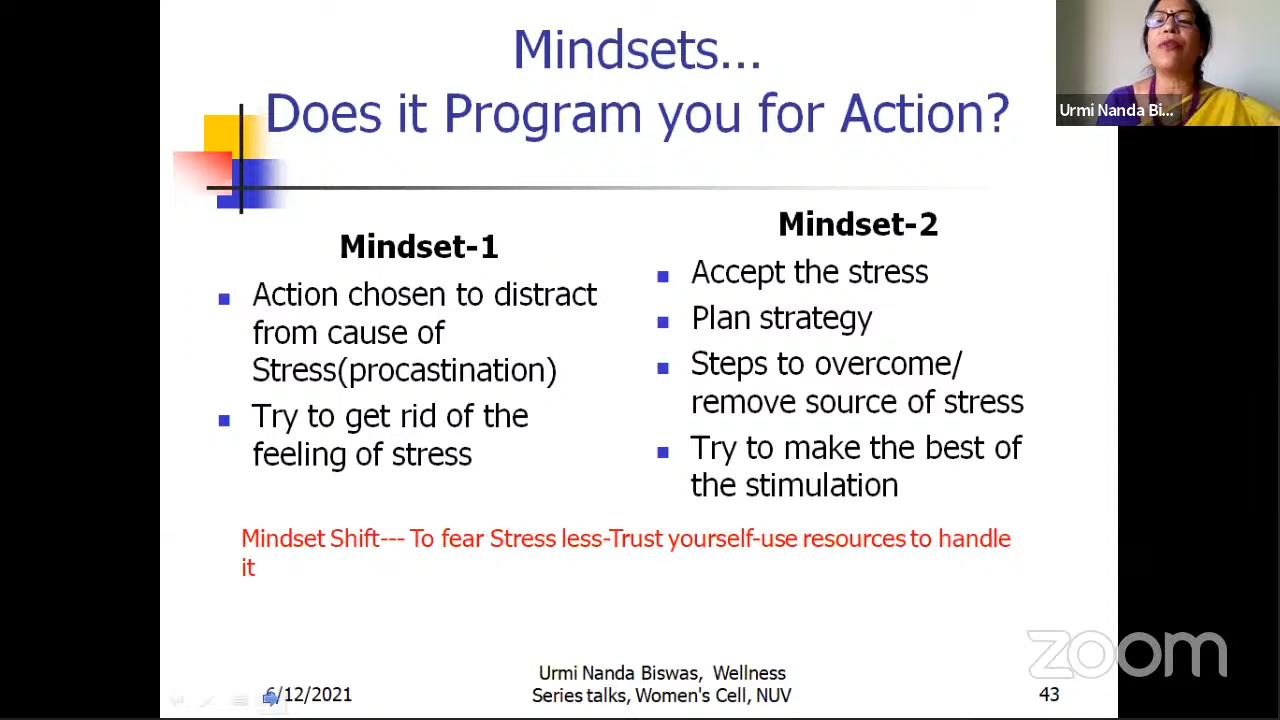 Mindsets...
Does it Program you for Action?
Urmi Nanda Bi...
Mindset-1
Action chosen to distract
from cause of
Stress(procastination)
Try to get rid of the
feeling of stress
Mindset-2
Accept the stress
Plan strategy
Steps to overcome/
remove source of stress
Try to make the best of
the stimulation
Mindset Shift--- To fear Stress less-Trust yourself-use resources to handle
it
zoom
6/12/2021
Urmi Nanda Biswas, Wellness
Series talks, Women's Cell, NUV
43